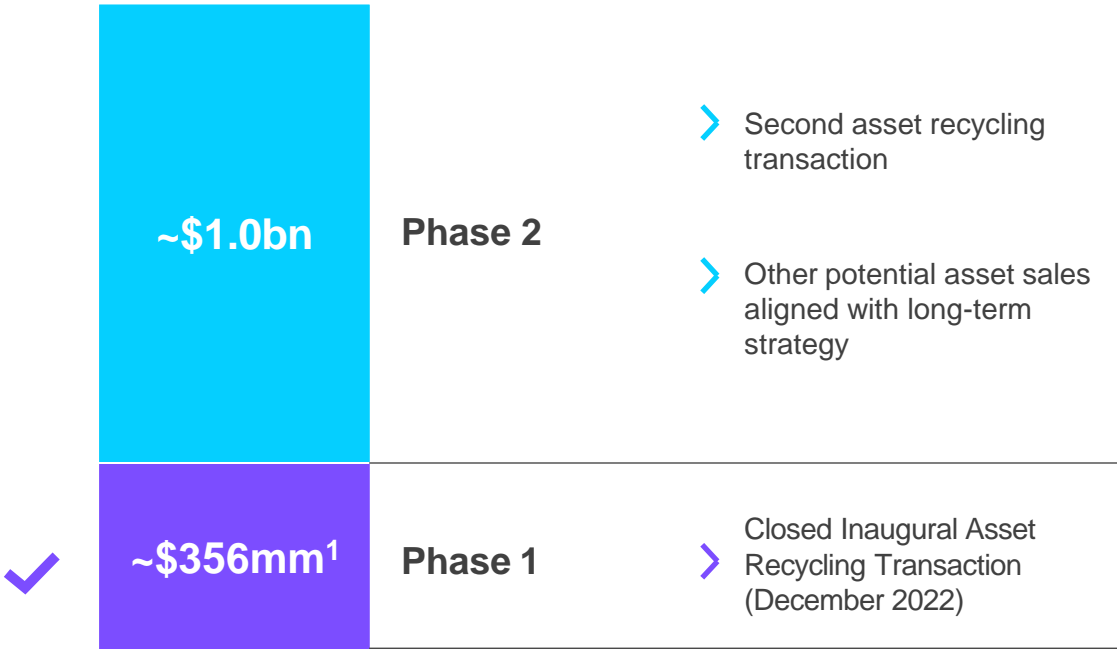 ~$1.0bn
Phase 2
Second asset recycling
transaction
Other potential asset sales
aligned with long-term
strategy
~$356mm¹
Phase 1
Closed Inaugural Asset
Recycling Transaction
(December 2022)